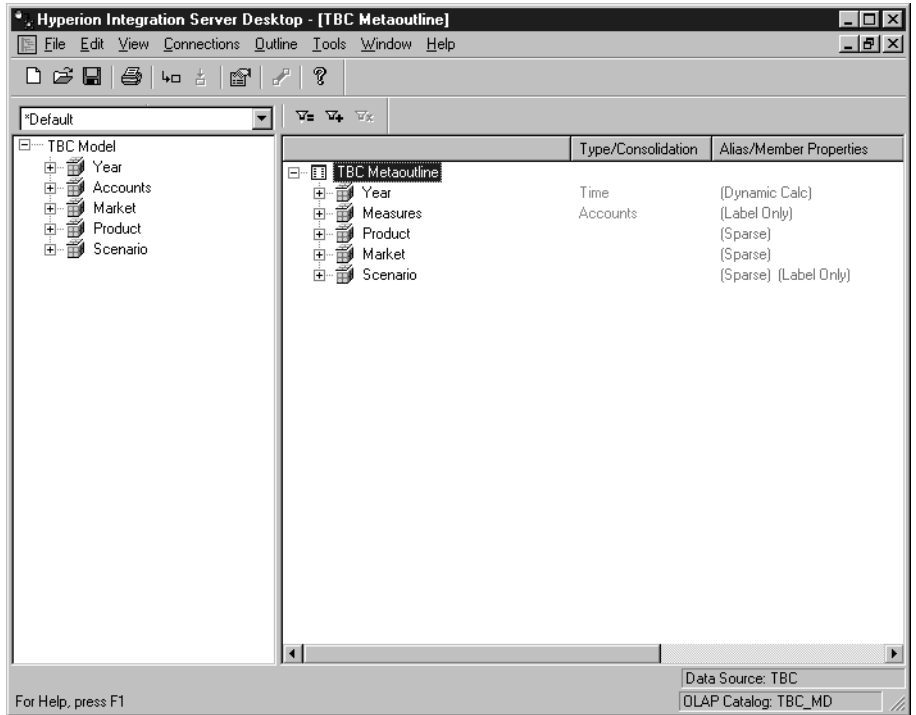 Hyperion Integration Server Desktop - [TBC Metaoutline]
File Edit View Connections Outline Tools Window Help
*Default
TBC Model
Year
Accounts
Market
Product
Scenario
Type/Consolidation Alias/Member Properties
TBC Metaoutline
Year Time (Dynamic Calc)
Measures Accounts (Label Only)
Product (Sparse)
Market (Sparse)
Scenario (Sparse) (Label Only)
Data Source: TBC
For Help, press F1 OLAP Catalog: TBC_MD